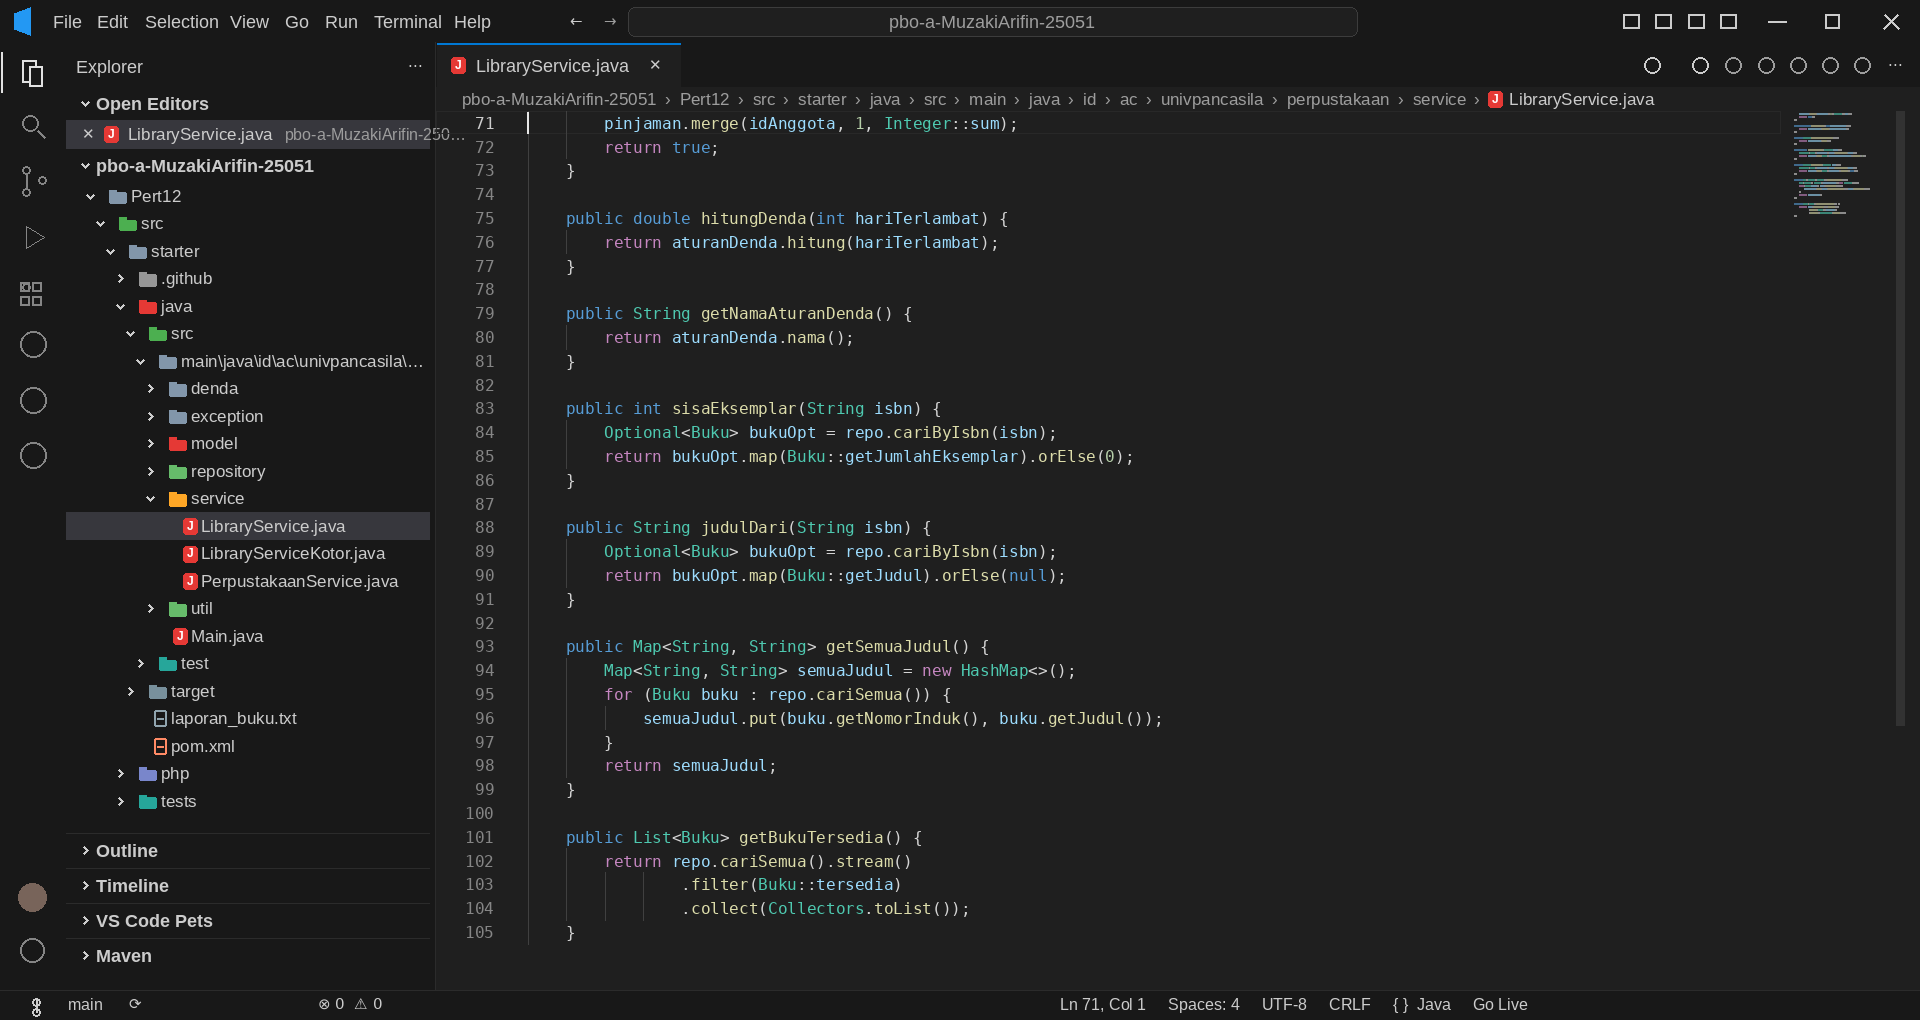 File Edit Selection View Go Run Terminal Help ← → pbo-a-MuzakiArifin-25051
Explorer ···
Open Editors
× J LibraryService.java pbo-a-MuzakiArifin-250...
pbo-a-MuzakiArifin-25051
Pert12
src
starter
.github
java
src
main\java\id\ac\univpancasila\...
denda
exception
model
repository
service
J LibraryService.java
J LibraryServiceKotor.java
J PerpustakaanService.java
util
J Main.java
test
target
laporan_buku.txt
pom.xml
php
tests
Outline
Timeline
VS Code Pets
Maven
J LibraryService.java × ···
pbo-a-MuzakiArifin-25051 › Pert12 › src › starter › java › src › main › java › id › ac › univpancasila › perpustakaan › service › J LibraryService.java
71 pinjaman.merge(idAnggota, 1, Integer::sum);
72 return true;
73 }
74
75 public double hitungDenda(int hariTerlambat) {
76 return aturanDenda.hitung(hariTerlambat);
77 }
78
79 public String getNamaAturanDenda() {
80 return aturanDenda.nama();
81 }
82
83 public int sisaEksemplar(String isbn) {
84 Optional<Buku> bukuOpt = repo.cariByIsbn(isbn);
85 return bukuOpt.map(Buku::getJumlahEksemplar).orElse(0);
86 }
87
88 public String judulDari(String isbn) {
89 Optional<Buku> bukuOpt = repo.cariByIsbn(isbn);
90 return bukuOpt.map(Buku::getJudul).orElse(null);
91 }
92
93 public Map<String, String> getSemuaJudul() {
94 Map<String, String> semuaJudul = new HashMap<>();
95 for (Buku buku : repo.cariSemua()) {
96 semuaJudul.put(buku.getNomorInduk(), buku.getJudul());
97 }
98 return semuaJudul;
99 }
100
101 public List<Buku> getBukuTersedia() {
102 return repo.cariSemua().stream()
103 .filter(Buku::tersedia)
104 .collect(Collectors.toList());
105 }
main ⟳ ⊗ 0 ⚠ 0 Ln 71, Col 1 Spaces: 4 UTF-8 CRLF { } Java Go Live